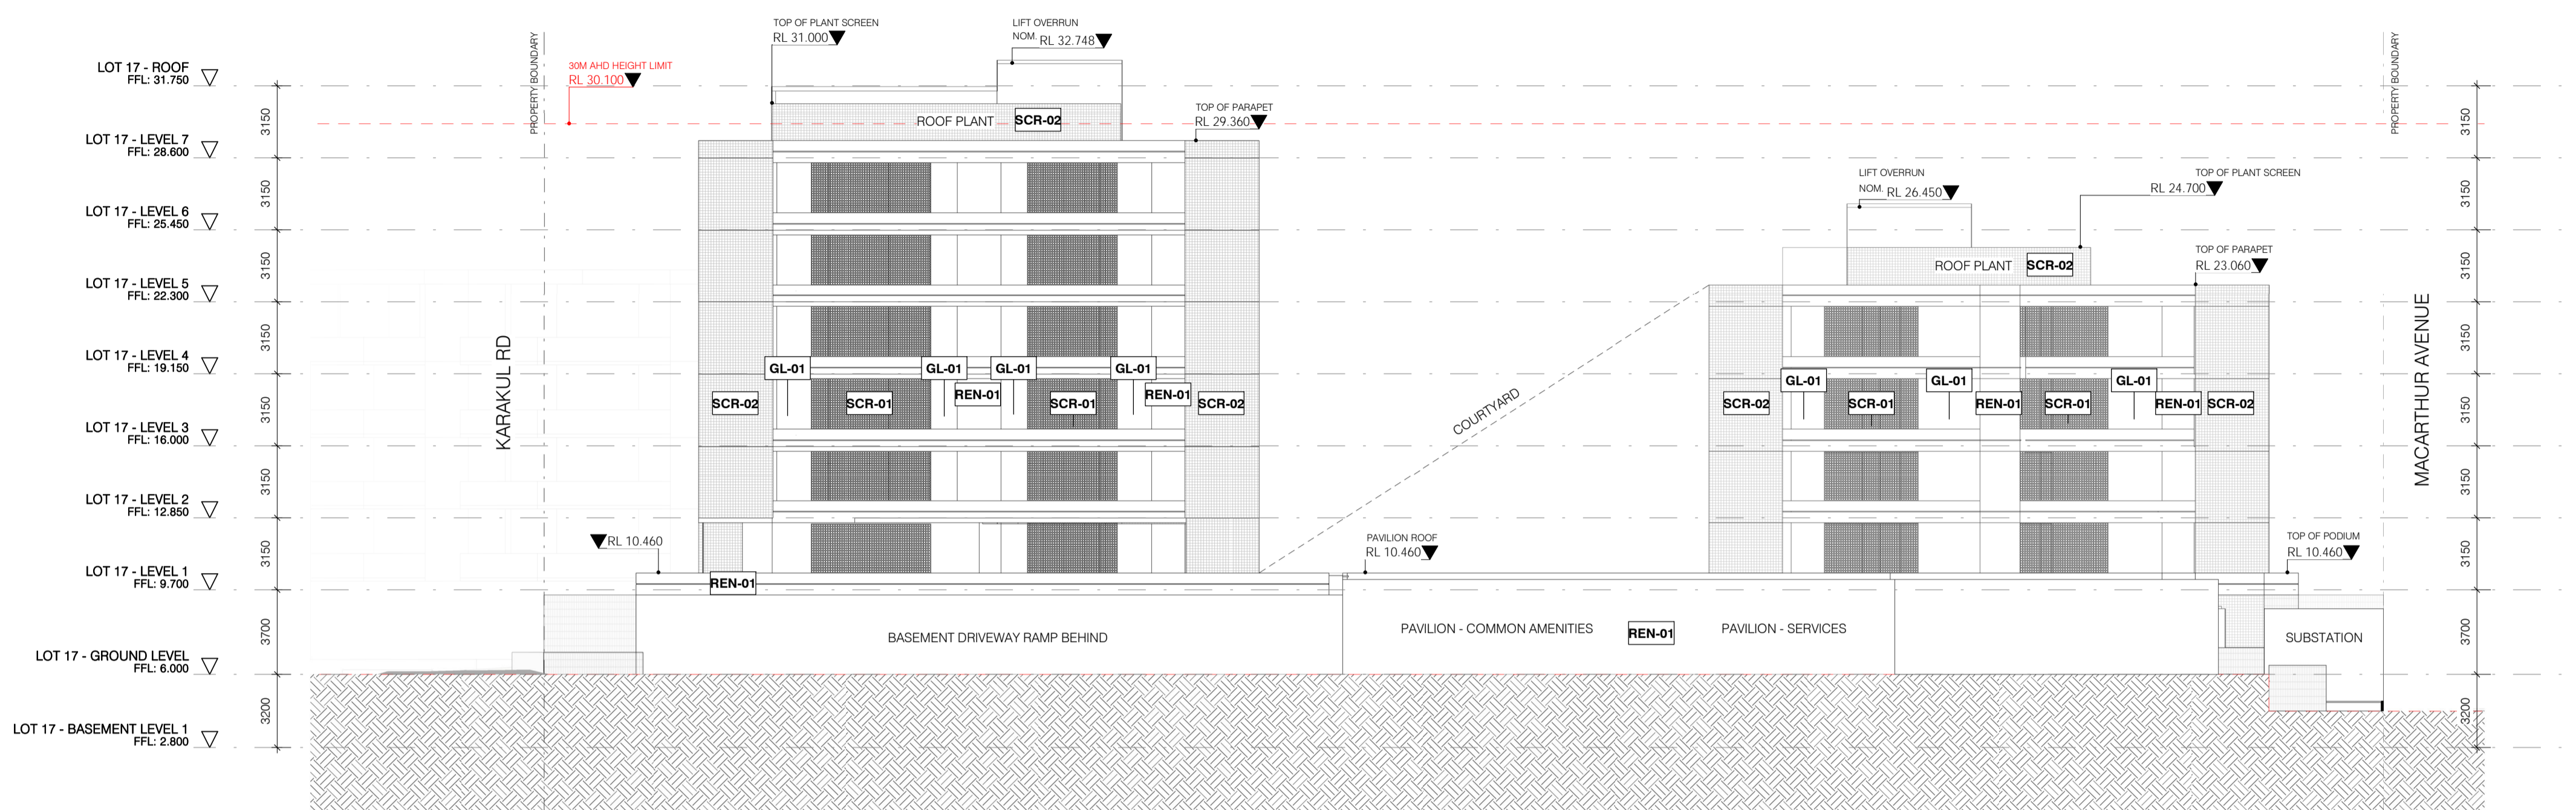 LOT 17 - ROOF
FFL: 31.750
LOT 17 - LEVEL 7
FFL: 28.600
LOT 17 - LEVEL 6
FFL: 25.450
LOT 17 - LEVEL 5
FFL: 22.300
LOT 17 - LEVEL 4
FFL: 19.150
LOT 17 - LEVEL 3
FFL: 16.000
LOT 17 - LEVEL 2
FFL: 12.850
LOT 17 - LEVEL 1
FFL: 9.700
LOT 17 - GROUND LEVEL
FFL: 6.000
LOT 17 - BASEMENT LEVEL 1
FFL: 2.800
3150
3150
3150
3150
3150
3150
3150
3700
3200
PROPERTY BOUNDARY
KARAKUL RD
30M AHD HEIGHT LIMIT
RL 30.100
TOP OF PLANT SCREEN
RL 31.000
LIFT OVERRUN
NOM. RL 32.748
ROOF PLANT SCR-02
TOP OF PARAPET
RL 29.360
GL-01 GL-01 GL-01 GL-01
REN-01 REN-01
SCR-02 SCR-01 SCR-01 SCR-02
RL 10.460
REN-01
BASEMENT DRIVEWAY RAMP BEHIND
COURTYARD
PAVILION ROOF
RL 10.460
PAVILION - COMMON AMENITIES REN-01 PAVILION - SERVICES
LIFT OVERRUN
NOM. RL 26.450
TOP OF PLANT SCREEN
RL 24.700
ROOF PLANT SCR-02
TOP OF PARAPET
RL 23.060
GL-01 GL-01 GL-01
SCR-02 SCR-01 REN-01 SCR-01 REN-01 SCR-02
TOP OF PODIUM
RL 10.460
SUBSTATION
PROPERTY BOUNDARY
MACARTHUR AVENUE
3150
3150
3150
3150
3150
3150
3150
3700
3200